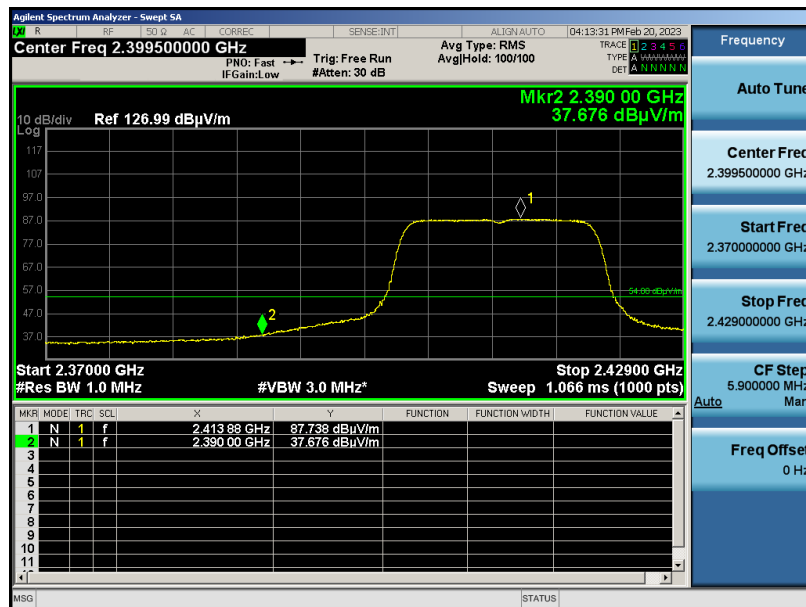 Agilent Spectrum Analyzer - Swept SA
LXI R RF 50 Ω AC CORREC SENSE:INT ALIGN AUTO 04:13:31 PM Feb 20, 2023
Center Freq 2.399500000 GHz
PNO: Fast
IFGain:Low
Trig: Free Run
#Atten: 30 dB
Avg Type: RMS
Avg|Hold: 100/100
TRACE 1 2 3 4 5 6
TYPE A WWWWW
DET A N N N N N
Mkr2 2.390 00 GHz
37.676 dBµV/m
10 dB/div Ref 126.99 dBµV/m
Log
117
107
97.0
87.0
77.0
67.0
57.0
47.0
37.0
1
2
54.00 dBµV/m
Start 2.37000 GHz Stop 2.42900 GHz
#Res BW 1.0 MHz #VBW 3.0 MHz* Sweep 1.066 ms (1000 pts)
MKR MODE TRC SCL X Y FUNCTION FUNCTION WIDTH FUNCTION VALUE
1 N 1 f 2.413 88 GHz 87.738 dBµV/m
2 N 1 f 2.390 00 GHz 37.676 dBµV/m
3
4
5
6
7
8
9
10
11
MSG STATUS
Frequency
Auto Tune
Center Freq
2.399500000 GHz
Start Freq
2.370000000 GHz
Stop Freq
2.429000000 GHz
CF Step
5.900000 MHz
Auto Man
Freq Offset
0 Hz